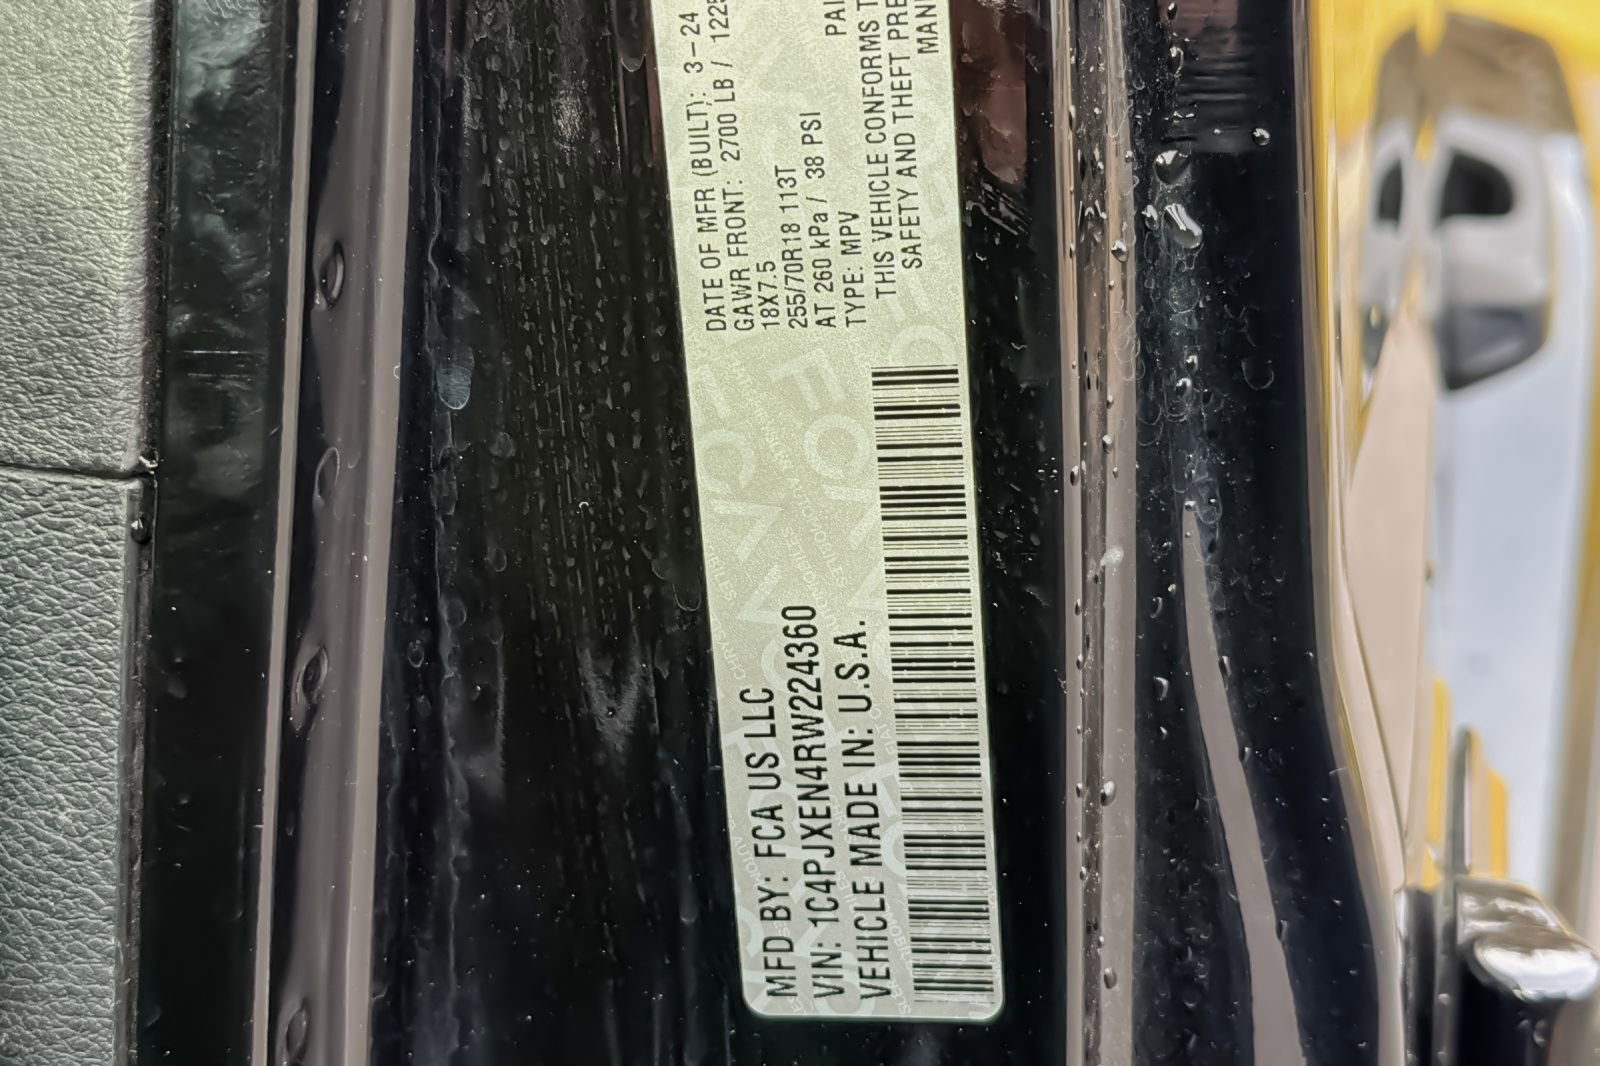 MFD BY: FCA US LLC
VIN: 1C4PJXEN4RW224360
VEHICLE MADE IN: U.S.A.
DATE OF MFR (BUILT): 3-24
GAWR FRONT: 2700 LB /
18X7.5
255/70R18 113T
AT 260 kPa / 38 PSI
TYPE: MPV
THIS VEHICLE CONFORMS
SAFETY AND THEFT